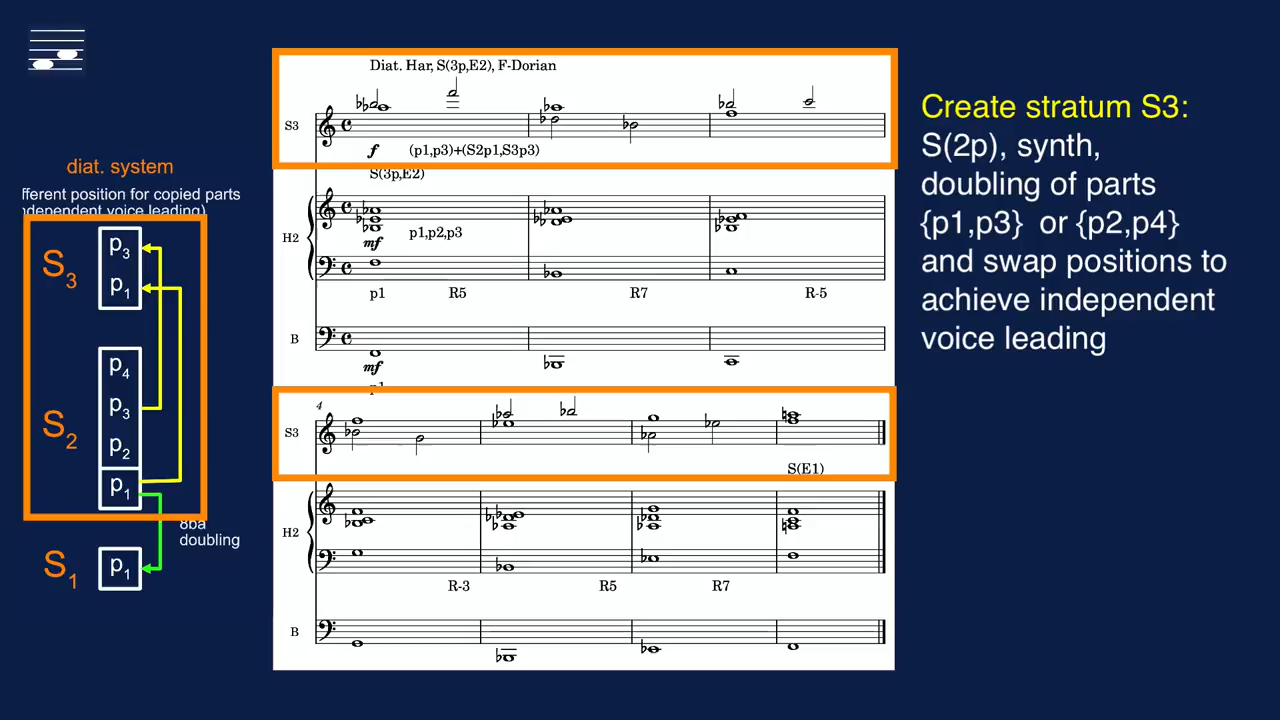 diat. system
fferent position for copied parts
ndependent voice leading)
S3
p3
p1
S2
p4
p3
p2
p1
8ba
doubling
S1
p1
Diat. Har, S(3p,E2), F-Dorian
S3
f (p1,p3)+(S2p1,S3p3)
S(3p,E2)
H2
mf p1,p2,p3
p1 R5 R7 R-5
B
mf
p1
4
S3
S(E1)
H2
R-3 R5 R7
B
Create stratum S3:
S(2p), synth,
doubling of parts
{p1,p3} or {p2,p4}
and swap positions to
achieve independent
voice leading